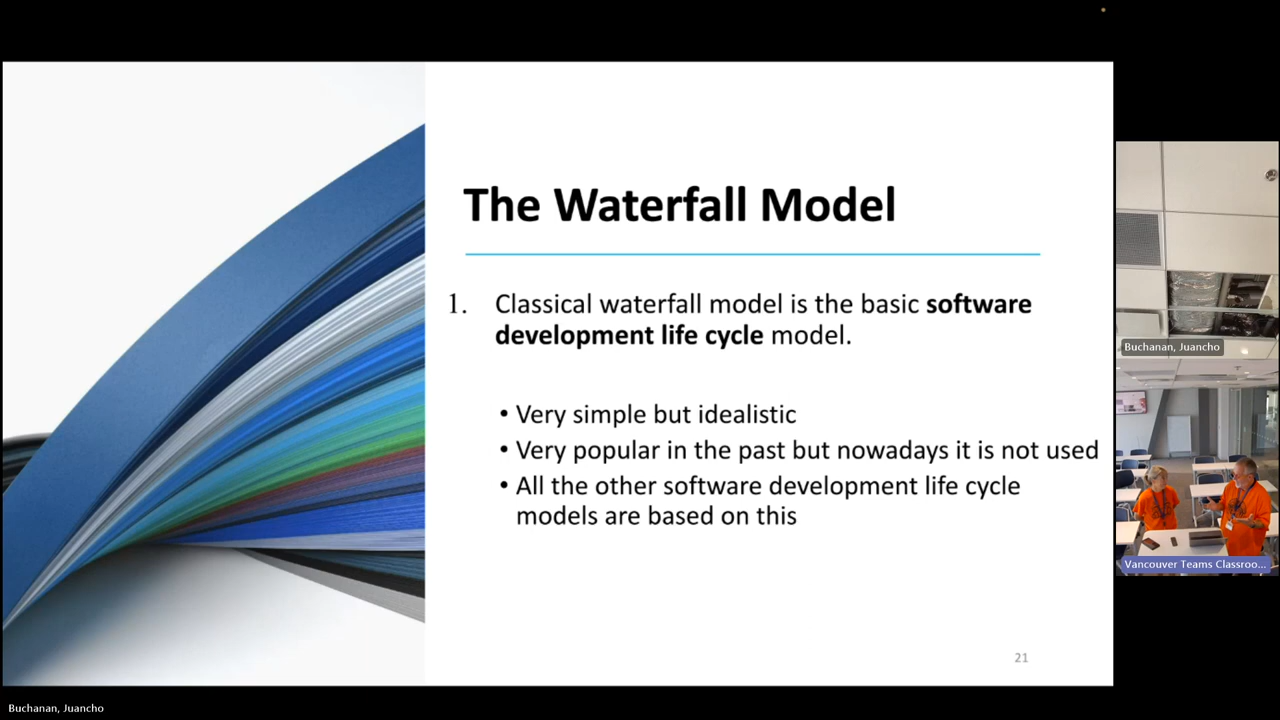 The Waterfall Model
1. Classical waterfall model is the basic software
development life cycle model.
• Very simple but idealistic
• Very popular in the past but nowadays it is not used
• All the other software development life cycle
models are based on this
21
Buchanan, Juancho
Vancouver Teams Classroo...
Buchanan, Juancho